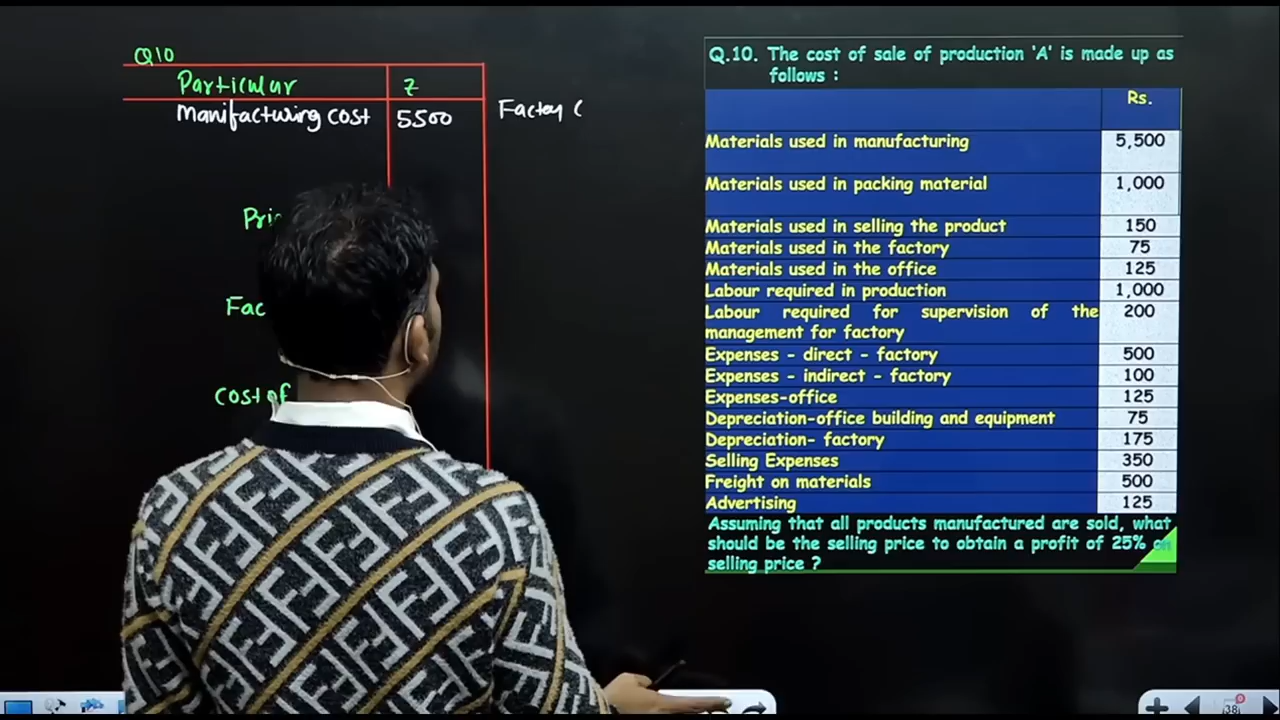 Q10
Particular ₹
Manifacturing cost 5500 Factory C
Pri
Fac
Cost of
Q.10. The cost of sale of production 'A' is made up as
follows :
Rs.
Materials used in manufacturing 5,500
Materials used in packing material 1,000
Materials used in selling the product 150
Materials used in the factory 75
Materials used in the office 125
Labour required in production 1,000
Labour required for supervision of the 200
management for factory
Expenses - direct - factory 500
Expenses - indirect - factory 100
Expenses-office 125
Depreciation-office building and equipment 75
Depreciation- factory 175
Selling Expenses 350
Freight on materials 500
Advertising 125
Assuming that all products manufactured are sold, what
should be the selling price to obtain a profit of 25% on
selling price ?
38